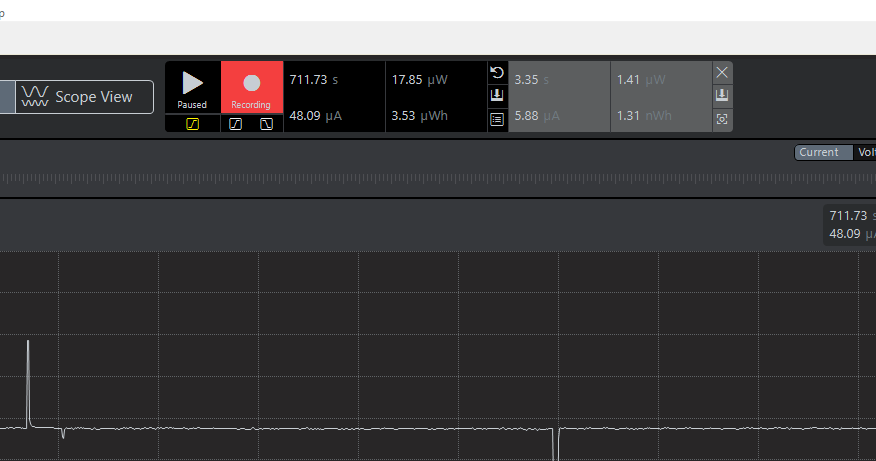 p
Scope View
Paused
Recording
711.73 s
48.09 µA
17.85 µW
3.53 µWh
3.35 s
5.88 µA
1.41 µW
1.31 nWh
Current
Vol
711.73 s
48.09 µA